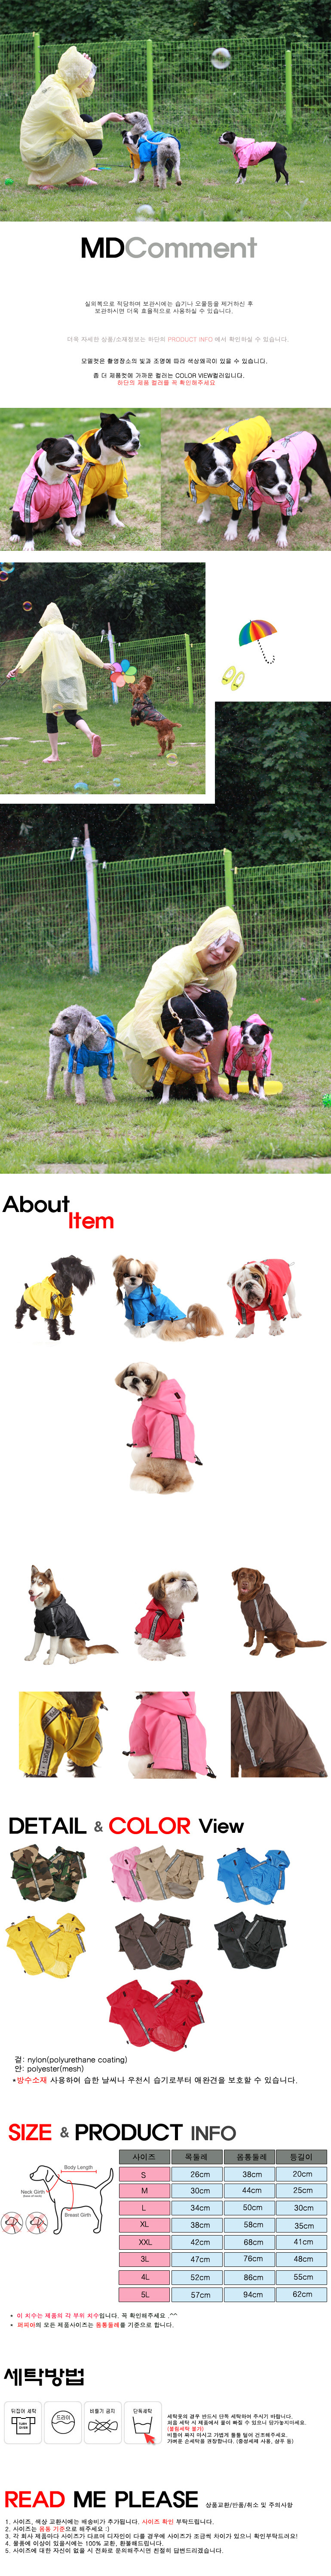 MDComment
실외복으로 적당하며 보관시에는 습기나 오물등을 제거하신 후
보관하시면 더욱 효율적으로 사용하실 수 있습니다.
더욱 자세한 상품/소재정보는 하단의 PRODUCT INFO 에서 확인하실 수 있습니다.
모델컷은 촬영장소의 빛과 조명에 따라 색상왜곡이 있을 수 있습니다.
좀 더 제품컷에 가까운 컬러는 COLOR VIEW컬러입니다.
하단의 제품 컬러를 꼭 확인해주세요
About
Item
DETAIL & COLOR View
겉: nylon(polyurethane coating)
안: polyester(mesh)
*방수소재 사용하여 습한 날씨나 우천시 습기로부터 애완견을 보호할 수 있습니다.
SIZE & PRODUCT INFO
Body Length
Neck Girth
Breast Girth
사이즈 목둘레 몸통둘레 등길이
S 26cm 38cm 20cm
M 30cm 44cm 25cm
L 34cm 50cm 30cm
XL 38cm 58cm 35cm
XXL 42cm 68cm 41cm
3L 47cm 76cm 48cm
4L 52cm 86cm 55cm
5L 57cm 94cm 62cm
* 이 치수는 제품의 각 부위 치수입니다. 꼭 확인해주세요 .^^
* 퍼피아의 모든 제품사이즈는 몸통둘레를 기준으로 합니다.
세탁방법
뒤집어 세탁 드라이 비틀기 금지 단독세탁
세탁물의 경우 반드시 단독 세탁하여 주시기 바랍니다.
처음 세탁 시 제품에서 물이 빠질 수 있으니 담가놓지마세요.
(물림세탁 불가)
비틀어 짜지 마시고 가볍게 톨톨 털어 건조해주세요.
가벼운 손세탁을 권장합니다. (중성세제 사용, 샴푸 등)
READ ME PLEASE 상품교환/반품/취소 및 주의사항
1. 사이즈, 색상 교환시에는 배송비가 추가됩니다. 사이즈 확인 부탁드립니다.
2. 사이즈는 몸통 기준으로 해주세요 :)
3. 각 회사 제품마다 사이즈가 다르며 디자인이 다를 경우에 사이즈가 조금씩 차이가 있으니 확인부탁드려요!
4. 물품에 이상이 있을시에는 100% 교환, 환불해드립니다.
5. 사이즈에 대한 자신이 없을 시 전화로 문의해주시면 친절히 답변드리겠습니다.